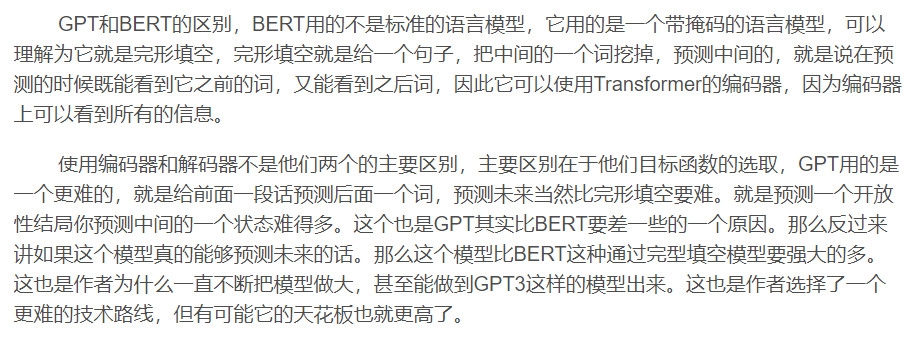 GPT和BERT的区别，BERT用的不是标准的语言模型，它用的是一个带掩码的语言模型，可以
理解为它就是完形填空，完形填空就是给一个句子，把中间的一个词挖掉，预测中间的，就是说在预
测的时候既能看到它之前的词，又能看到之后词，因此它可以使用Transformer的编码器，因为编码器
上可以看到所有的信息。
使用编码器和解码器不是他们两个的主要区别，主要区别在于他们目标函数的选取，GPT用的是
一个更难的，就是给前面一段话预测后面一个词，预测未来当然比完形填空要难。就是预测一个开放
性结局你预测中间的一个状态难得多。这个也是GPT其实比BERT要差一些的一个原因。那么反过来
讲如果这个模型真的能够预测未来的话。那么这个模型比BERT这种通过完型填空模型要强大的多。
这也是作者为什么一直不断把模型做大，甚至能做到GPT3这样的模型出来。这也是作者选择了一个
更难的技术路线，但有可能它的天花板也就更高了。